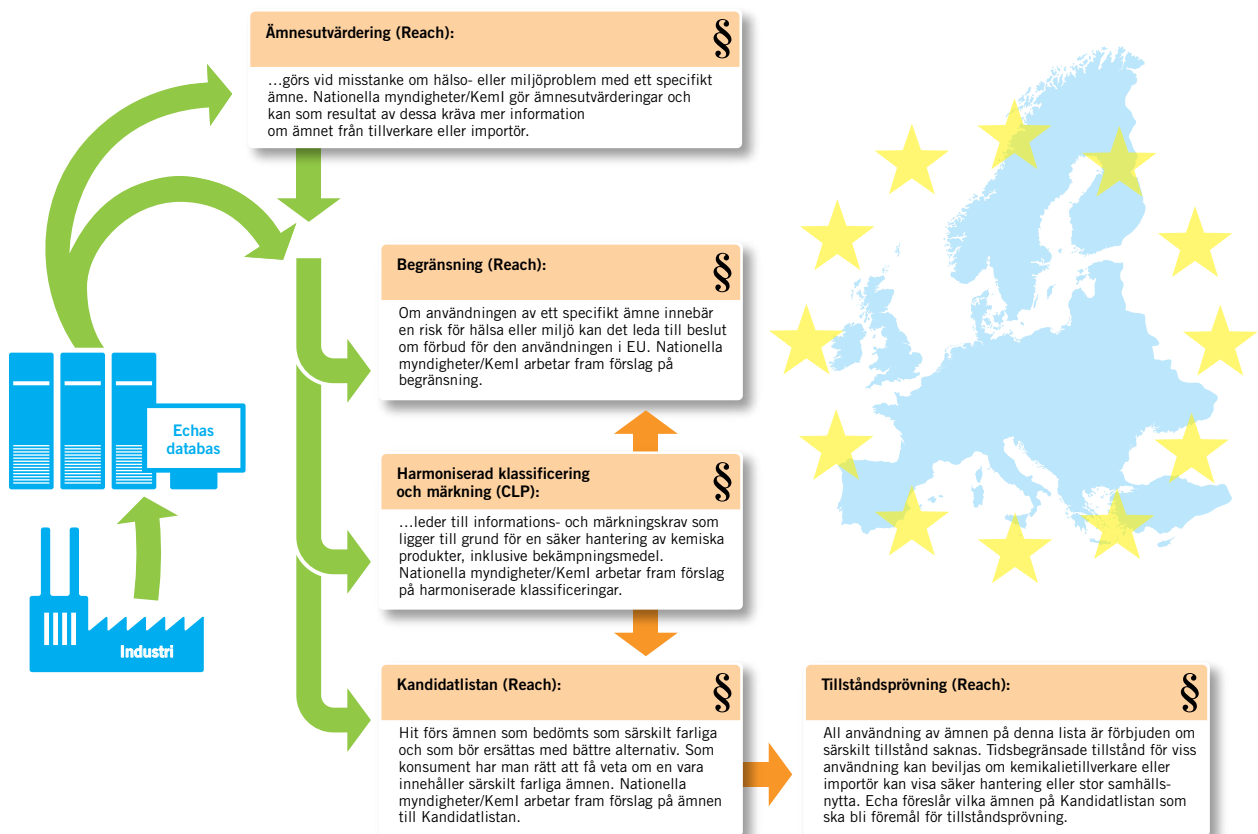 Ämnesutvärdering (Reach):
§
…görs vid misstanke om hälso- eller miljöproblem med ett specifikt
ämne. Nationella myndigheter/KemI gör ämnesutvärderingar och
kan som resultat av dessa kräva mer information
om ämnet från tillverkare eller importör.
Begränsning (Reach):
§
Om användningen av ett specifikt ämne innebär
en risk för hälsa eller miljö kan det leda till beslut
om förbud för den användningen i EU. Nationella
myndigheter/KemI arbetar fram förslag på
begränsning.
Echas
databas
Industri
Harmoniserad klassificering
och märkning (CLP):
§
…leder till informations- och märkningskrav som
ligger till grund för en säker hantering av kemiska
produkter, inklusive bekämpningsmedel.
Nationella myndigheter/KemI arbetar fram förslag
på harmoniserade klassificeringar.
Kandidatlistan (Reach):
§
Hit förs ämnen som bedömts som särskilt farliga
och som bör ersättas med bättre alternativ. Som
konsument har man rätt att få veta om en vara
innehåller särskilt farliga ämnen. Nationella
myndigheter/KemI arbetar fram förslag på ämnen
till Kandidatlistan.
Tillståndsprövning (Reach):
§
All användning av ämnen på denna lista är förbjuden om
särskilt tillstånd saknas. Tidsbegränsade tillstånd för viss
användning kan beviljas om kemikalietillverkare eller
importör kan visa säker hantering eller stor samhälls-
nytta. Echa föreslår vilka ämnen på Kandidatlistan som
ska bli föremål för tillståndsprövning.